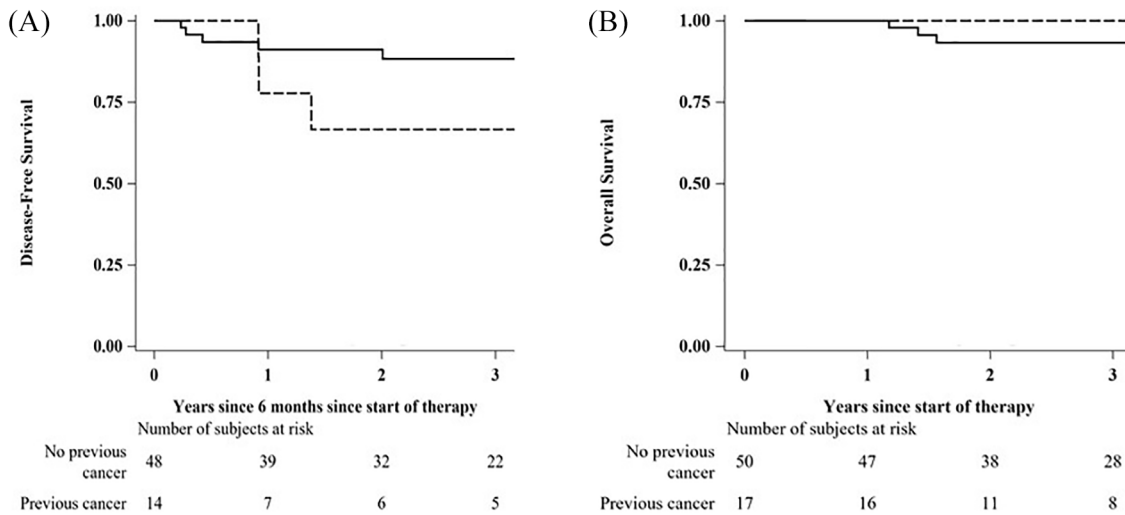 (A)
Disease-Free Survival
1.00
0.75
0.50
0.25
0.00
0 1 2 3
Years since 6 months since start of therapy
Number of subjects at risk
No previous
cancer
48 39 32 22
Previous cancer 14 7 6 5
(B)
Overall Survival
1.00
0.75
0.50
0.25
0.00
0 1 2 3
Years since start of therapy
Number of subjects at risk
No previous
cancer
50 47 38 28
Previous cancer 17 16 11 8